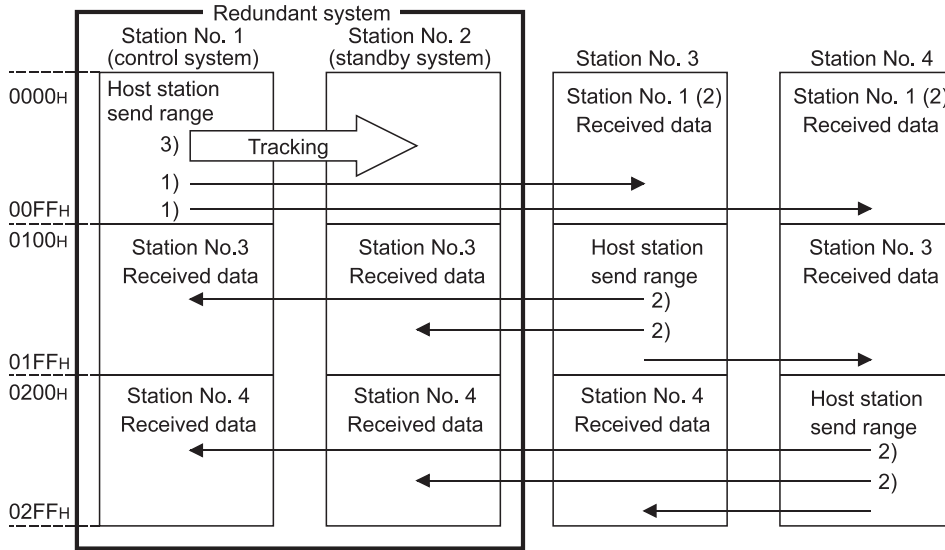 Redundant system
Station No. 1
(control system)
Station No. 2
(standby system)
Station No. 3
Station No. 4
0000H
Host station
send range
3)
Tracking
1)
1)
Station No. 1 (2)
Received data
Station No. 1 (2)
Received data
00FFH
0100H
Station No.3
Received data
Station No.3
Received data
Host station
send range
2)
2)
Station No. 3
Received data
01FFH
0200H
Station No. 4
Received data
Station No. 4
Received data
Station No. 4
Received data
Host station
send range
2)
2)
02FFH